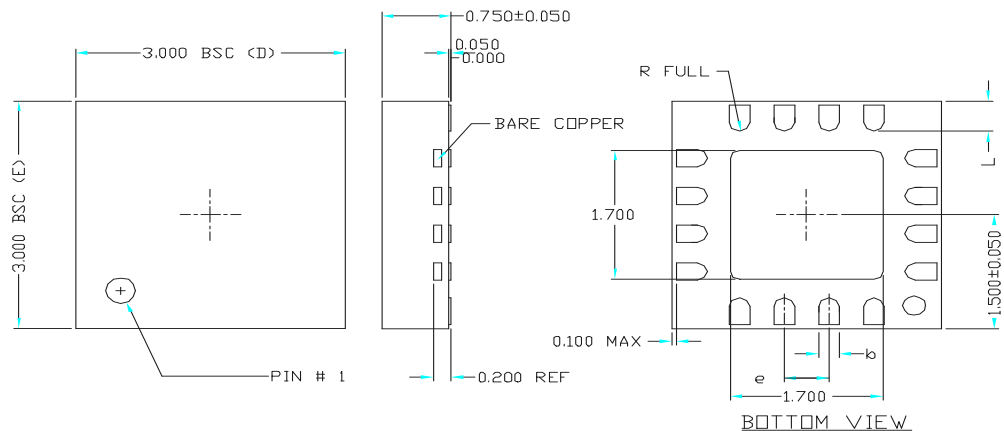 0.750±0.050
3.000 BSC (D)
0.050
0.000
R FULL
BARE COPPER
L
3.000 BSC (E)
1.700
1.500±0.050
0.100 MAX
b
e
PIN # 1
0.200 REF
1.700
BOTTOM VIEW